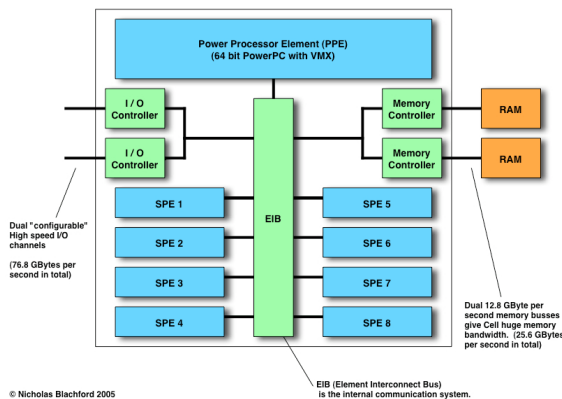 Power Processor Element (PPE)
(64 bit PowerPC with VMX)
I / O
Controller
Memory
Controller
RAM
I / O
Controller
Memory
Controller
RAM
EIB
SPE 1
SPE 5
SPE 2
SPE 6
SPE 3
SPE 7
SPE 4
SPE 8
Dual "configurable"
High speed I/O
channels
(76.8 GBytes per
second in total)
Dual 12.8 GByte per
second memory busses
give Cell huge memory
bandwidth. (25.6 GBytes
per second in total)
EIB (Element Interconnect Bus)
is the internal communication system.
© Nicholas Blachford 2005